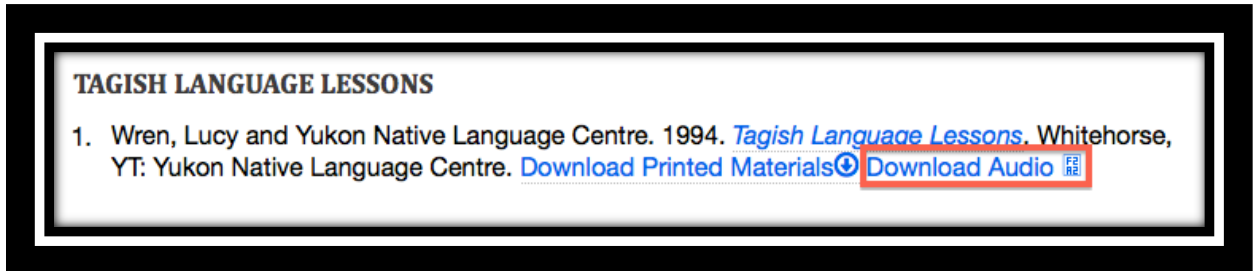 TAGISH LANGUAGE LESSONS
1. Wren, Lucy and Yukon Native Language Centre. 1994. Tagish Language Lessons. Whitehorse,
YT: Yukon Native Language Centre. Download Printed Materials Download Audio